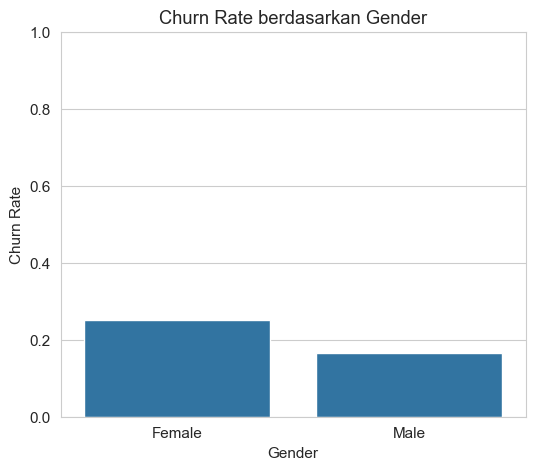 Churn Rate berdasarkan Gender
1.0
0.8
0.6
0.4
0.2
0.0
Churn Rate
Female
Male
Gender